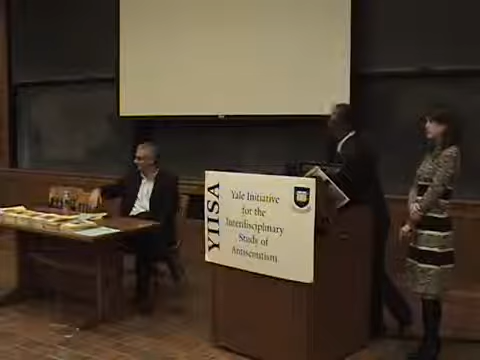 YIISA
Yale Initiative
for the
Interdisciplinary
Study of
Antisemitism